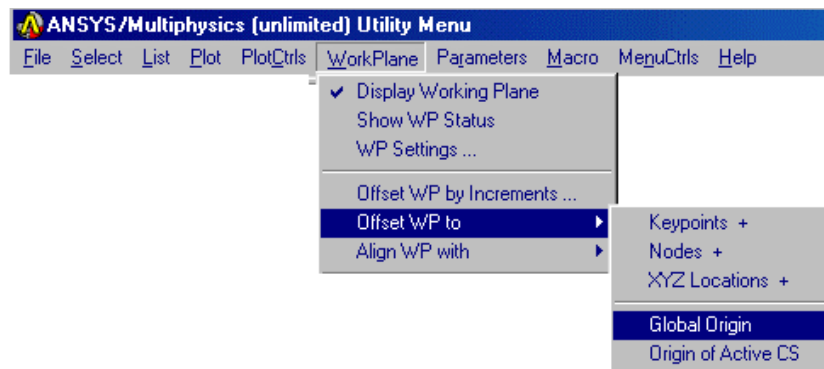 ANSYS/Multiphysics (unlimited) Utility Menu
File Select List Plot PlotCtrls WorkPlane Parameters Macro MenuCtrls Help
Display Working Plane
Show WP Status
WP Settings ...
Offset WP by Increments ...
Offset WP to
Align WP with
Keypoints +
Nodes +
XYZ Locations +
Global Origin
Origin of Active CS